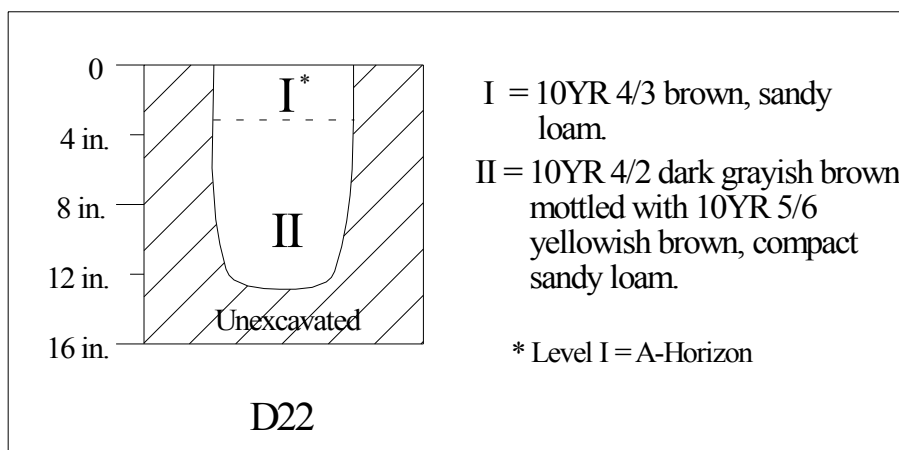 0
4 in.
8 in.
12 in.
16 in.
I*
II
Unexcavated
D22
I = 10YR 4/3 brown, sandy
loam.
II = 10YR 4/2 dark grayish brown
mottled with 10YR 5/6
yellowish brown, compact
sandy loam.
* Level I = A-Horizon